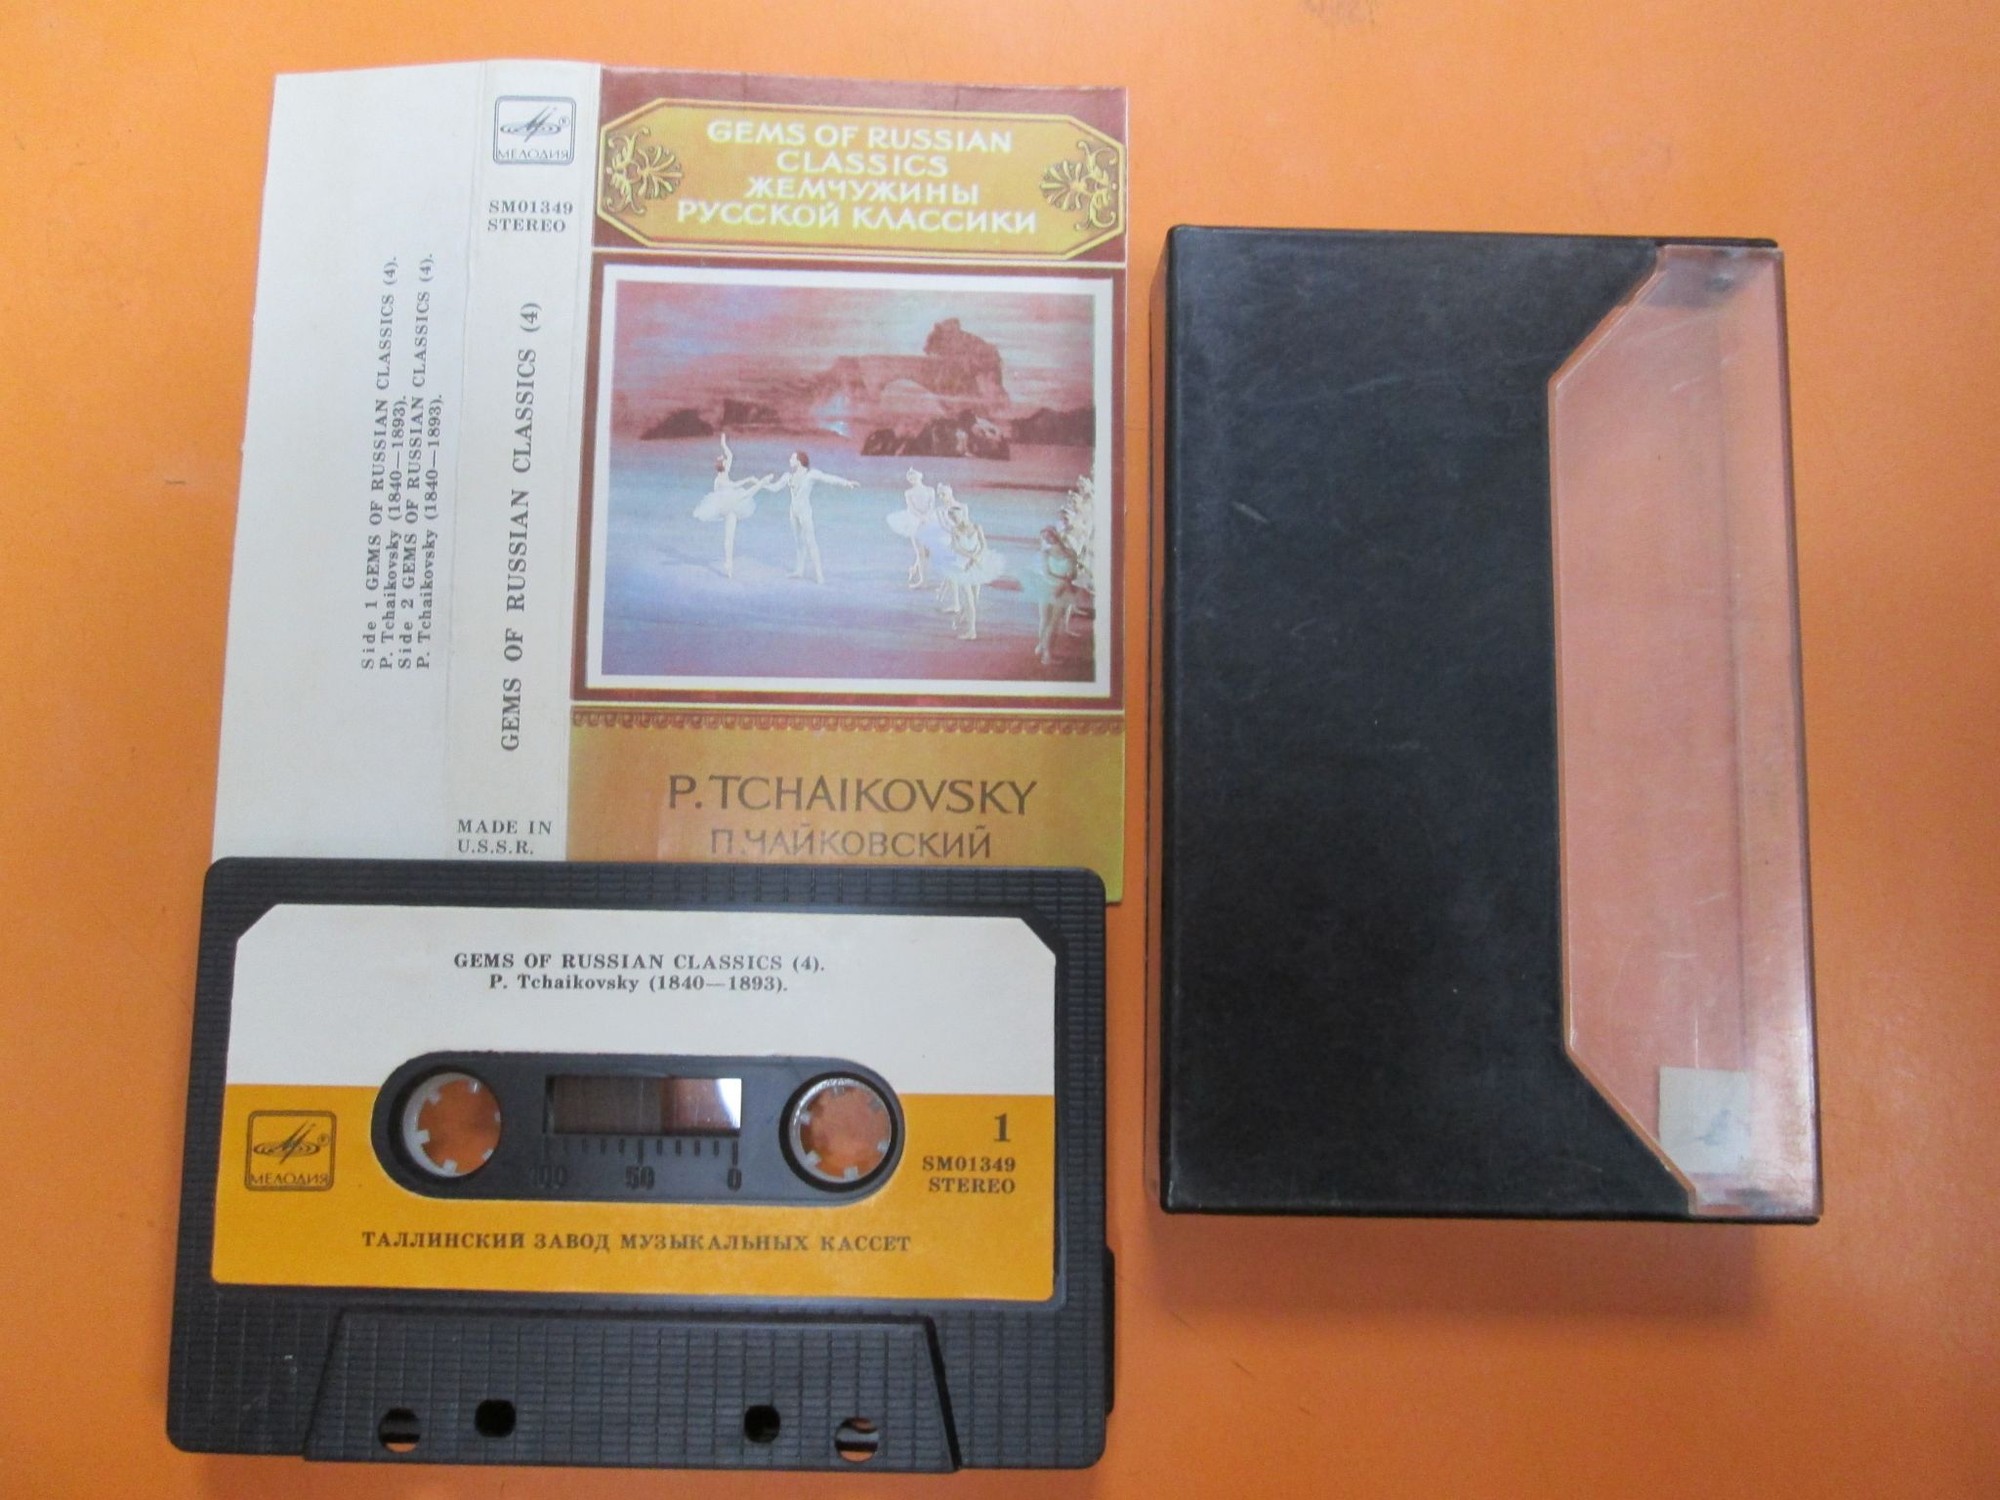 МЕЛОДИЯ
SM01349
STEREO
GEMS OF RUSSIAN CLASSICS (4)
MADE IN
U.S.S.R.
Side 1 GEMS OF RUSSIAN CLASSICS (4).
P. Tchaikovsky (1840—1893).
Side 2 GEMS OF RUSSIAN CLASSICS (4).
P. Tchaikovsky (1840—1893).
GEMS OF RUSSIAN
CLASSICS
ЖЕМЧУЖИНЫ
РУССКОЙ КЛАССИКИ
P. TCHAIKOVSKY
П. ЧАЙКОВСКИЙ
GEMS OF RUSSIAN CLASSICS (4).
P. Tchaikovsky (1840—1893).
МЕЛОДИЯ
100 50 0
1
SM01349
STEREO
ТАЛЛИНСКИЙ ЗАВОД МУЗЫКАЛЬНЫХ КАССЕТ